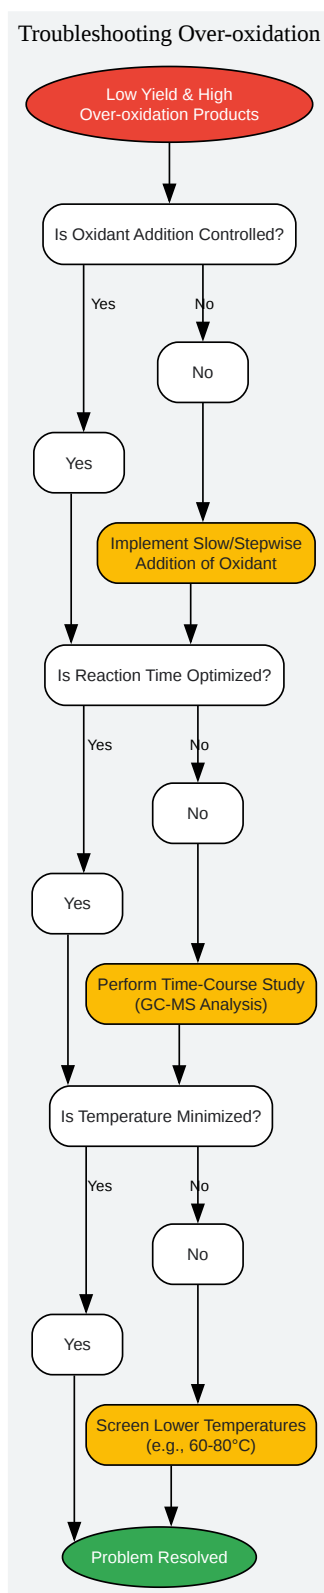 Troubleshooting Over-oxidation
Low Yield & High
Over-oxidation Products
Is Oxidant Addition Controlled?
Yes
No
No
Yes
Implement Slow/Stepwise
Addition of Oxidant
Is Reaction Time Optimized?
Yes
No
No
Yes
Perform Time-Course Study
(GC-MS Analysis)
Is Temperature Minimized?
Yes
No
No
Yes
Screen Lower Temperatures
(e.g., 60-80°C)
Problem Resolved